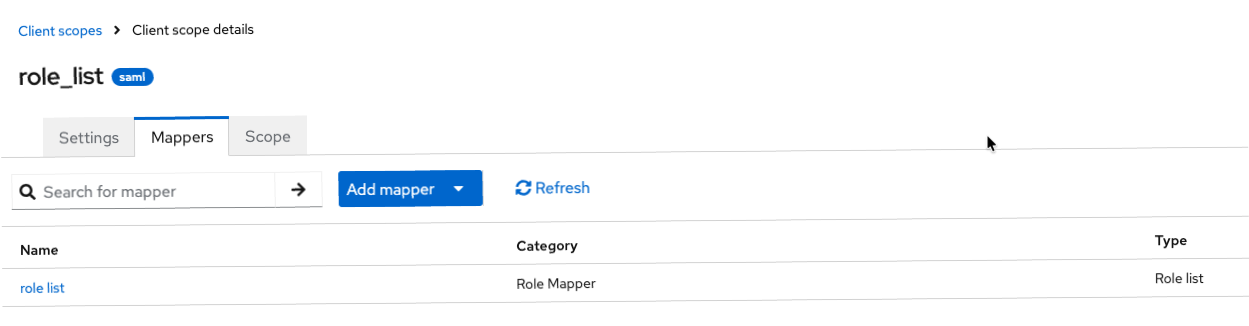 Client scopes > Client scope details
role_list saml
Settings Mappers Scope
Search for mapper Add mapper Refresh
Name Category Type
role list Role Mapper Role list